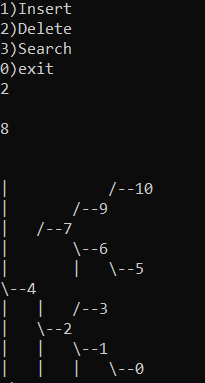 1)Insert
2)Delete
3)Search
0)exit
2

8


|           /--10
|       /--9
|   /--7
|       \--6
|       |   \--5
\--4
|   |   /--3
|   \--2
|   |   \--1
|   |   |   \--0